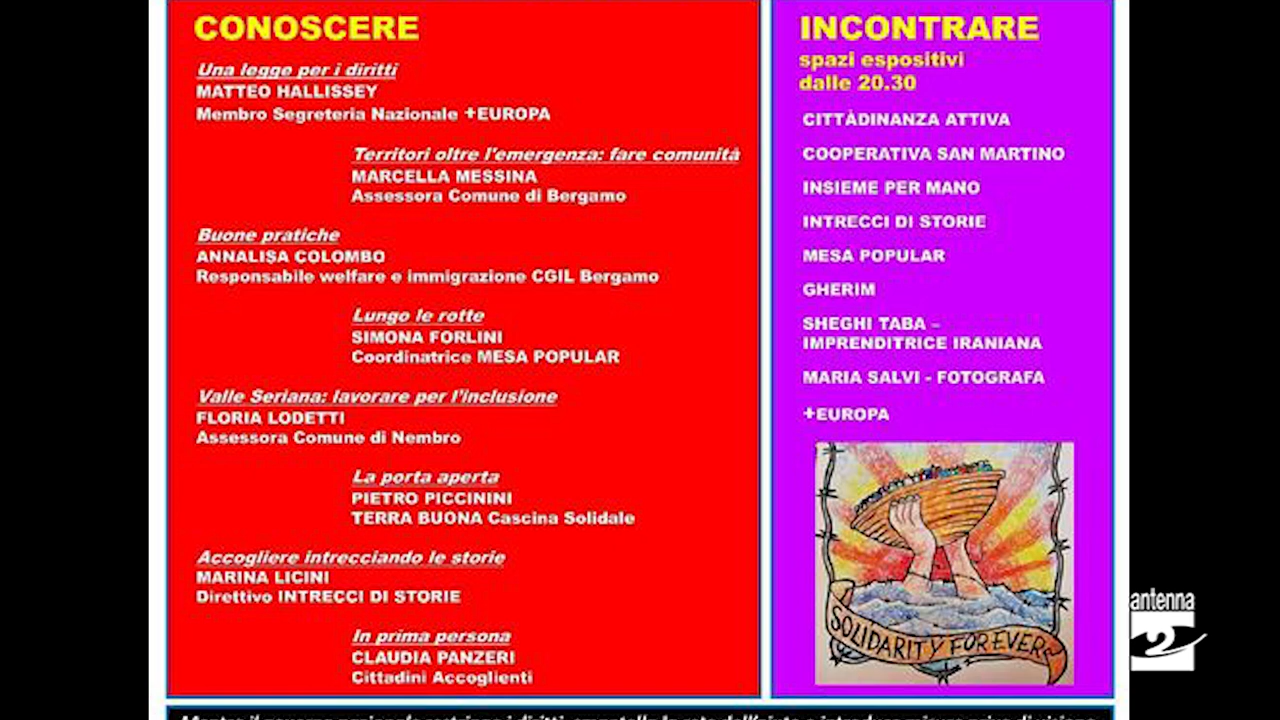 CONOSCERE
Una legge per i diritti
MATTEO HALLISSEY
Membro Segreteria Nazionale +EUROPA
Territori oltre l'emergenza: fare comunità
MARCELLA MESSINA
Assessora Comune di Bergamo
Buone pratiche
ANNALISA COLOMBO
Responsabile welfare e immigrazione CGIL Bergamo
Lungo le rotte
SIMONA FORLINI
Coordinatrice MESA POPULAR
Valle Seriana: lavorare per l'inclusione
FLORIA LODETTI
Assessora Comune di Nembro
La porta aperta
PIETRO PICCININI
TERRA BUONA Cascina Solidale
Accogliere intrecciando le storie
MARINA LICINI
Direttivo INTRECCI DI STORIE
In prima persona
CLAUDIA PANZERI
Cittadini Accoglienti
INCONTRARE
spazi espositivi
dalle 20.30
CITTÀDINANZA ATTIVA
COOPERATIVA SAN MARTINO
INSIEME PER MANO
INTRECCI DI STORIE
MESA POPULAR
GHERIM
SHEGHI TABA –
IMPRENDITRICE IRANIANA
MARIA SALVI - FOTOGRAFA
+EUROPA
SOLIDARITY FOREVER
antenna
2